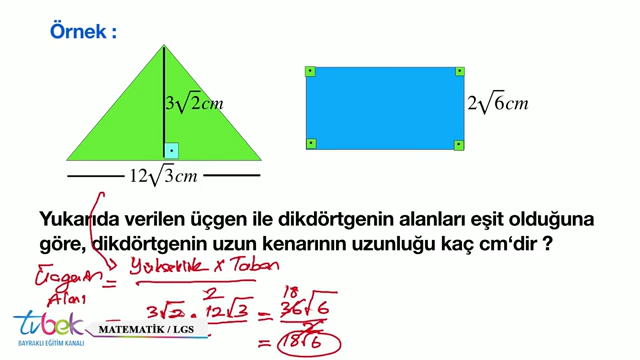 Örnek :
3√2cm
2√6cm
12√3cm
Yukarıda verilen üçgen ile dikdörtgenin alanları eşit olduğuna
göre, dikdörtgenin uzun kenarının uzunluğu kaç cm'dir ?
Üçgenin Alanı = Yükseklik x Taban
= 3√2 . 12√3 = 36√6
2
18
2
= 18√6
tvbek
BAYRAKLI EĞİTİM KANALI
MATEMATİK / LGS